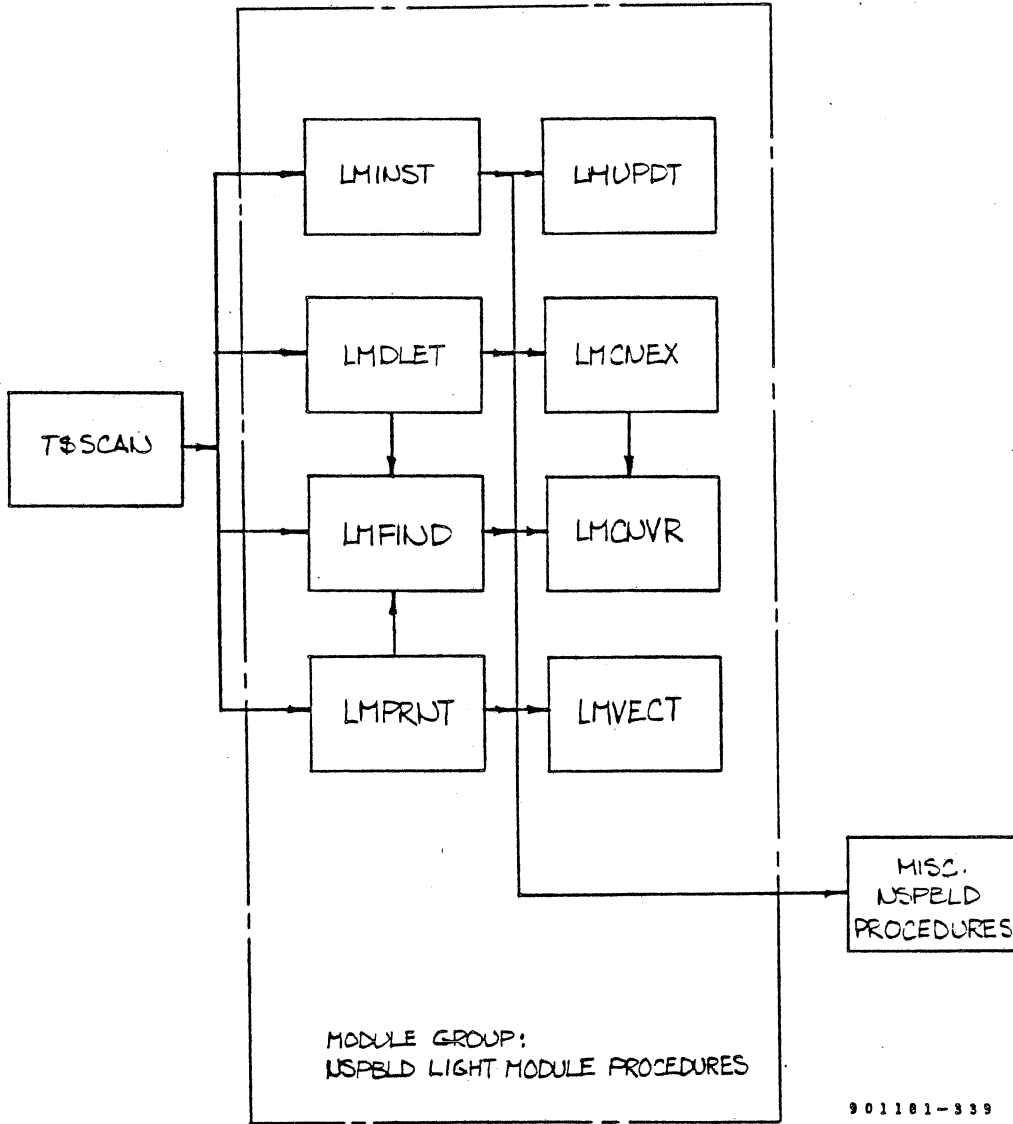 LMINST
LMUPDT
LMDLET
LMCNEX
T$SCAN
LMFIND
LMCNVR
LMPRNT
LMVECT
MISC.
NSPBLD
PROCEDURES
MODULE GROUP:
NSPBLD LIGHT MODULE PROCEDURES
901181-339